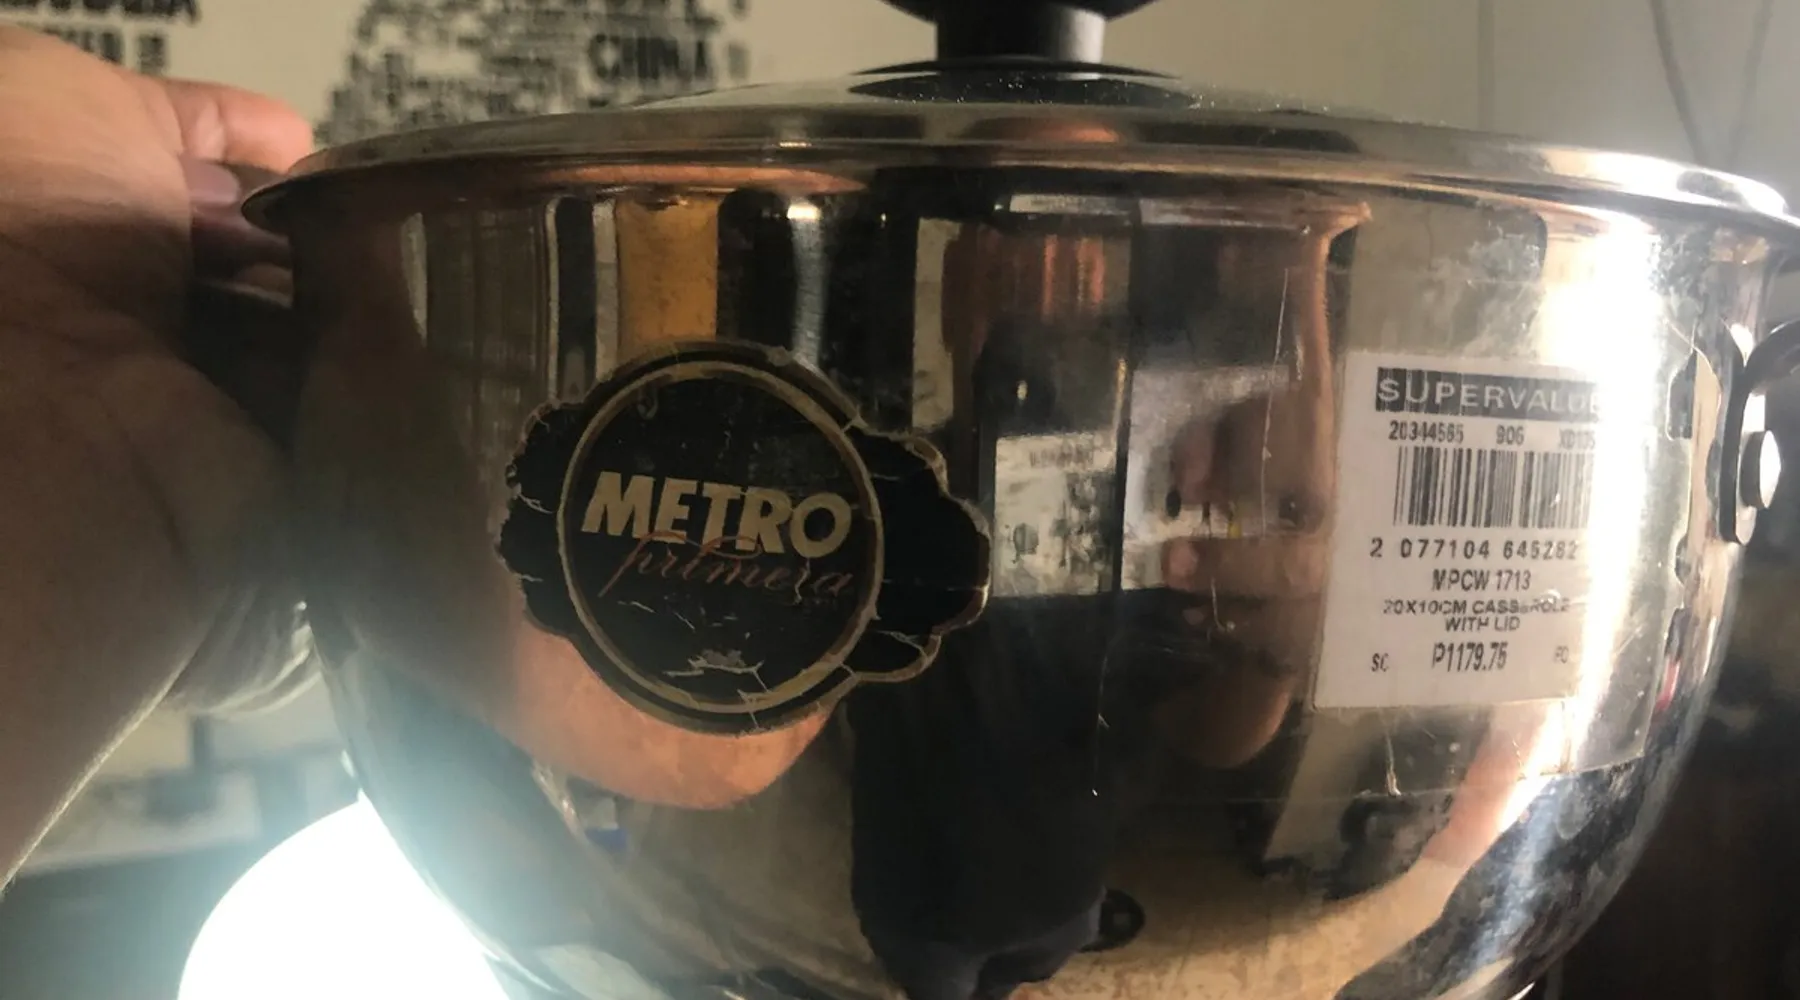 CHINA
METRO
primera
SUPERVALUE
20344565 906
2 077104 645282
MPCW 1713
20X10CM CASSEROLE
WITH LID
SC P1179.75